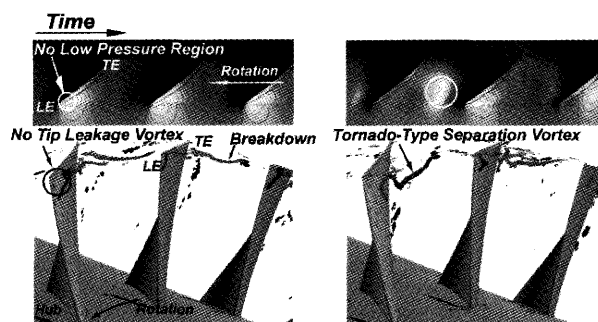 Time
No Low Pressure Region
TE
Rotation
LE
No Tip Leakage Vortex
TE
Breakdown
LE
Hub
Rotation
Tornado-Type Separation Vortex